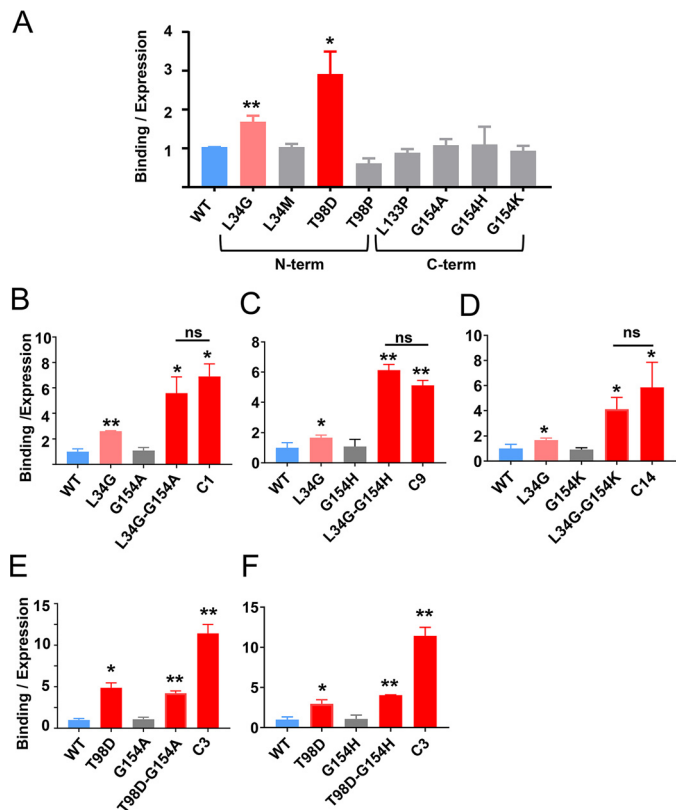 A
Binding / Expression
4
3
2
1
**
*
WT
L34G
L34M
T98D
T98P
L133P
G154A
G154H
G154K
N-term
C-term
B
Binding /Expression
10
8
6
4
2
0
**
*
*
ns
WT
L34G
G154A
L34G-G154A
C1
C
8
6
4
2
0
*
**
**
ns
WT
L34G
G154H
L34G-G154H
C9
D
10
8
6
4
2
0
*
*
*
ns
WT
L34G
G154K
L34G-G154K
C14
E
Binding / Expression
15
10
5
0
*
**
**
WT
T98D
G154A
T98D-G154A
C3
F
15
10
5
0
*
**
**
WT
T98D
G154H
T98D-G154H
C3